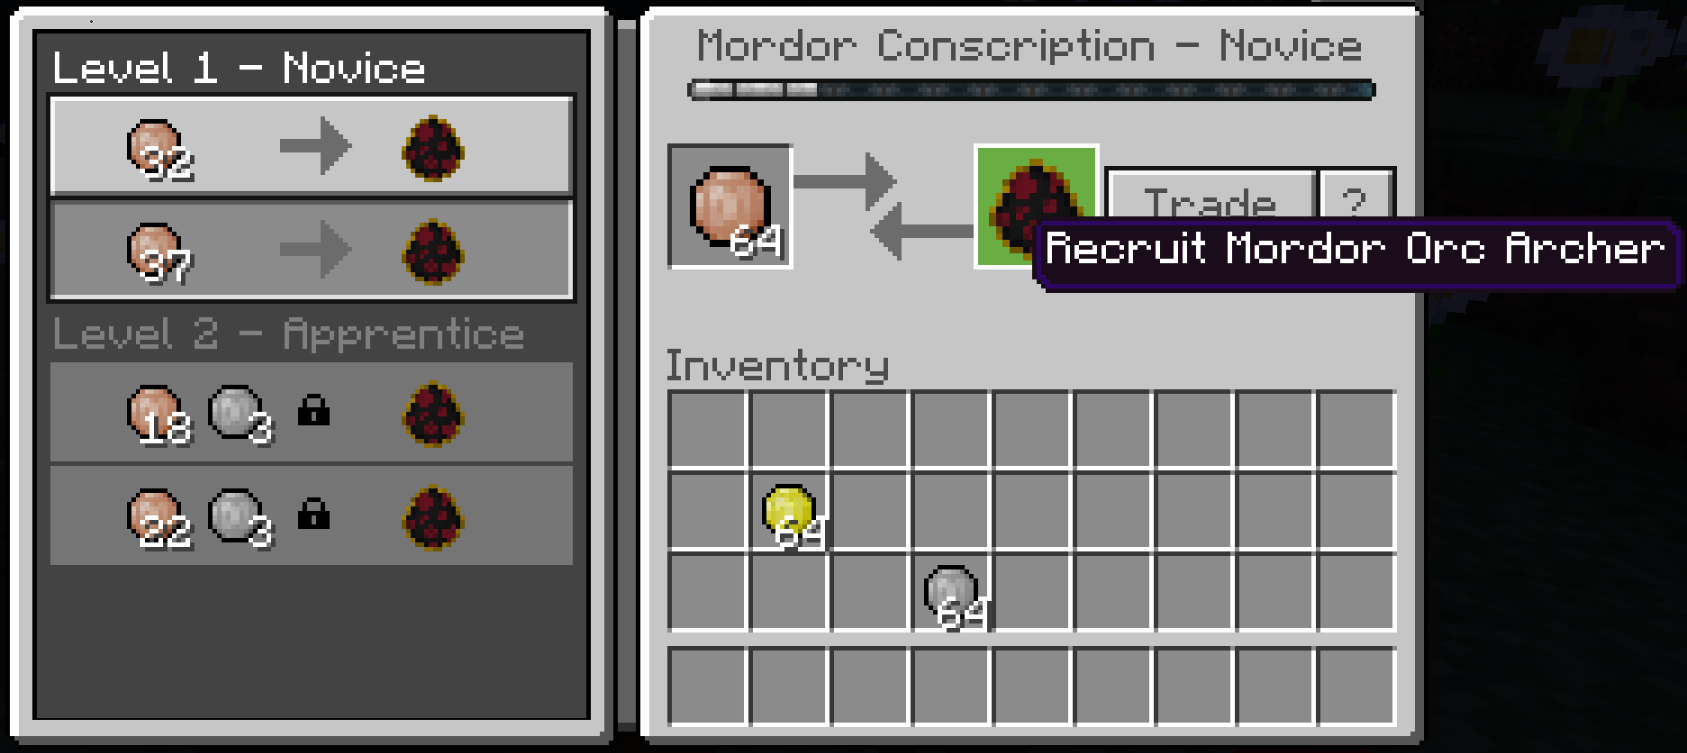 Level 1 - Novice
32
37
Level 2 - Apprentice
18 3
22 3
Mordor Conscription - Novice
64
Trade ?
Recruit Mordor Orc Archer
Inventory
64
64